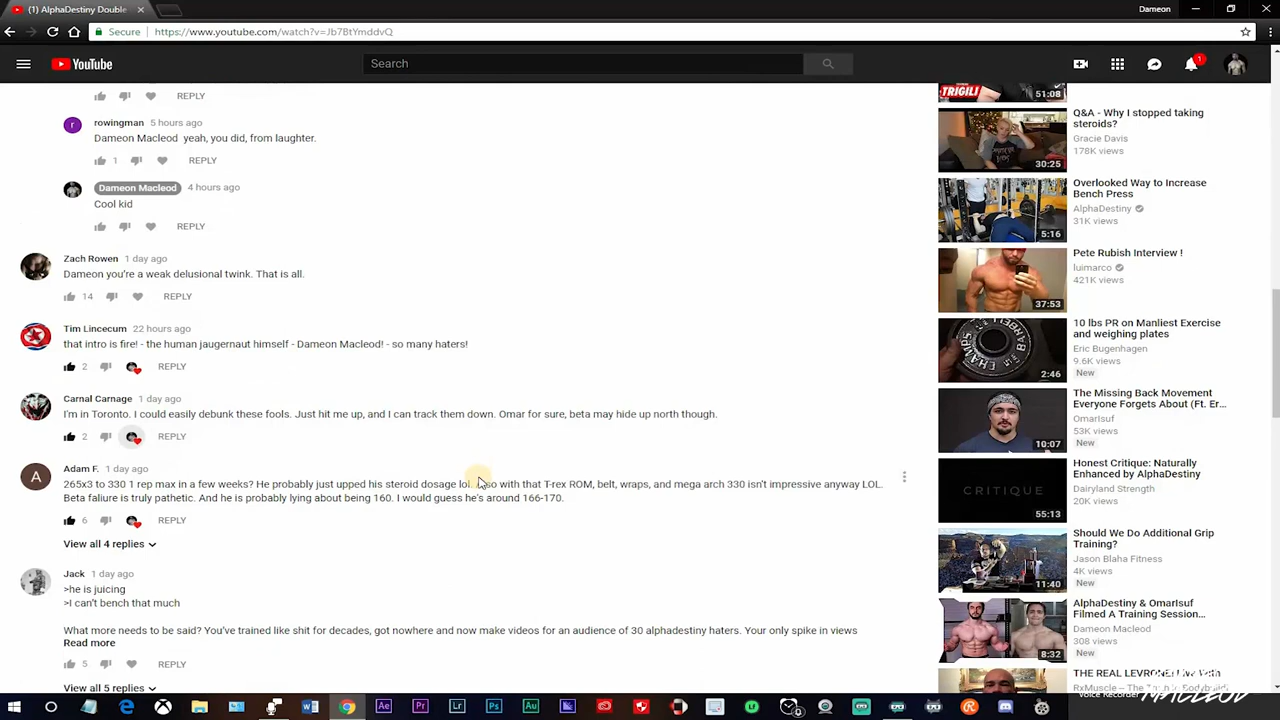 (1) AlphaDestiny Double
Dameon
Secure
https://www.youtube.com/watch?v=Jb7BtYmddvQ
YouTube
Search
1
REPLY
rowingman 5 hours ago
Dameon Macleod yeah, you did, from laughter.
1 REPLY
Dameon Macleod 4 hours ago
Cool kid
REPLY
Zach Rowen 1 day ago
Dameon you're a weak delusional twink. That is all.
14 REPLY
Tim Lincecum 22 hours ago
that intro is fire! - the human jaugernaut himself - Dameon Macleod! - so many haters!
2 REPLY
Carnal Carnage 1 day ago
I'm in Toronto. I could easily debunk these fools. Just hit me up, and I can track them down. Omar for sure, beta may hide up north though.
2 REPLY
A
Adam F. 1 day ago
265x3 to 330 1 rep max in a few weeks? He probably just upped his steroid dosage lol. so with that T-rex ROM, belt, wraps, and mega arch 330 isn't impressive anyway LOL.
Beta faliure is truly pathetic. And he is probably lying about being 160. I would guess he's around 166-170.
6 REPLY
View all 4 replies
Jack 1 day ago
>he is juicing
>I can't bench that much
What more needs to be said? You've trained like shit for decades, got nowhere and now make videos for an audience of 30 alphadestiny haters. Your only spike in views
Read more
5 REPLY
View all 5 replies
TRIGILI
51:08
Q&A - Why I stopped taking
steroids?
Gracie Davis
178K views
30:25
Overlooked Way to Increase
Bench Press
AlphaDestiny
31K views
5:16
Pete Rubish Interview !
luimarco
421K views
37:53
10 lbs PR on Manliest Exercise
and weighing plates
Eric Bugenhagen
9.6K views
New
2:46
The Missing Back Movement
Everyone Forgets About (Ft. Er...
OmarIsuf
53K views
New
10:07
Honest Critique: Naturally
Enhanced by AlphaDestiny
Dairyland Strength
20K views
CRITIQUE
55:13
Should We Do Additional Grip
Training?
Jason Blaha Fitness
4K views
New
11:40
AlphaDestiny & OmarIsuf
Filmed A Training Session...
Dameon Macleod
308 views
New
8:32
THE REAL LEVRONE
Voice Recorder
MACLEOD